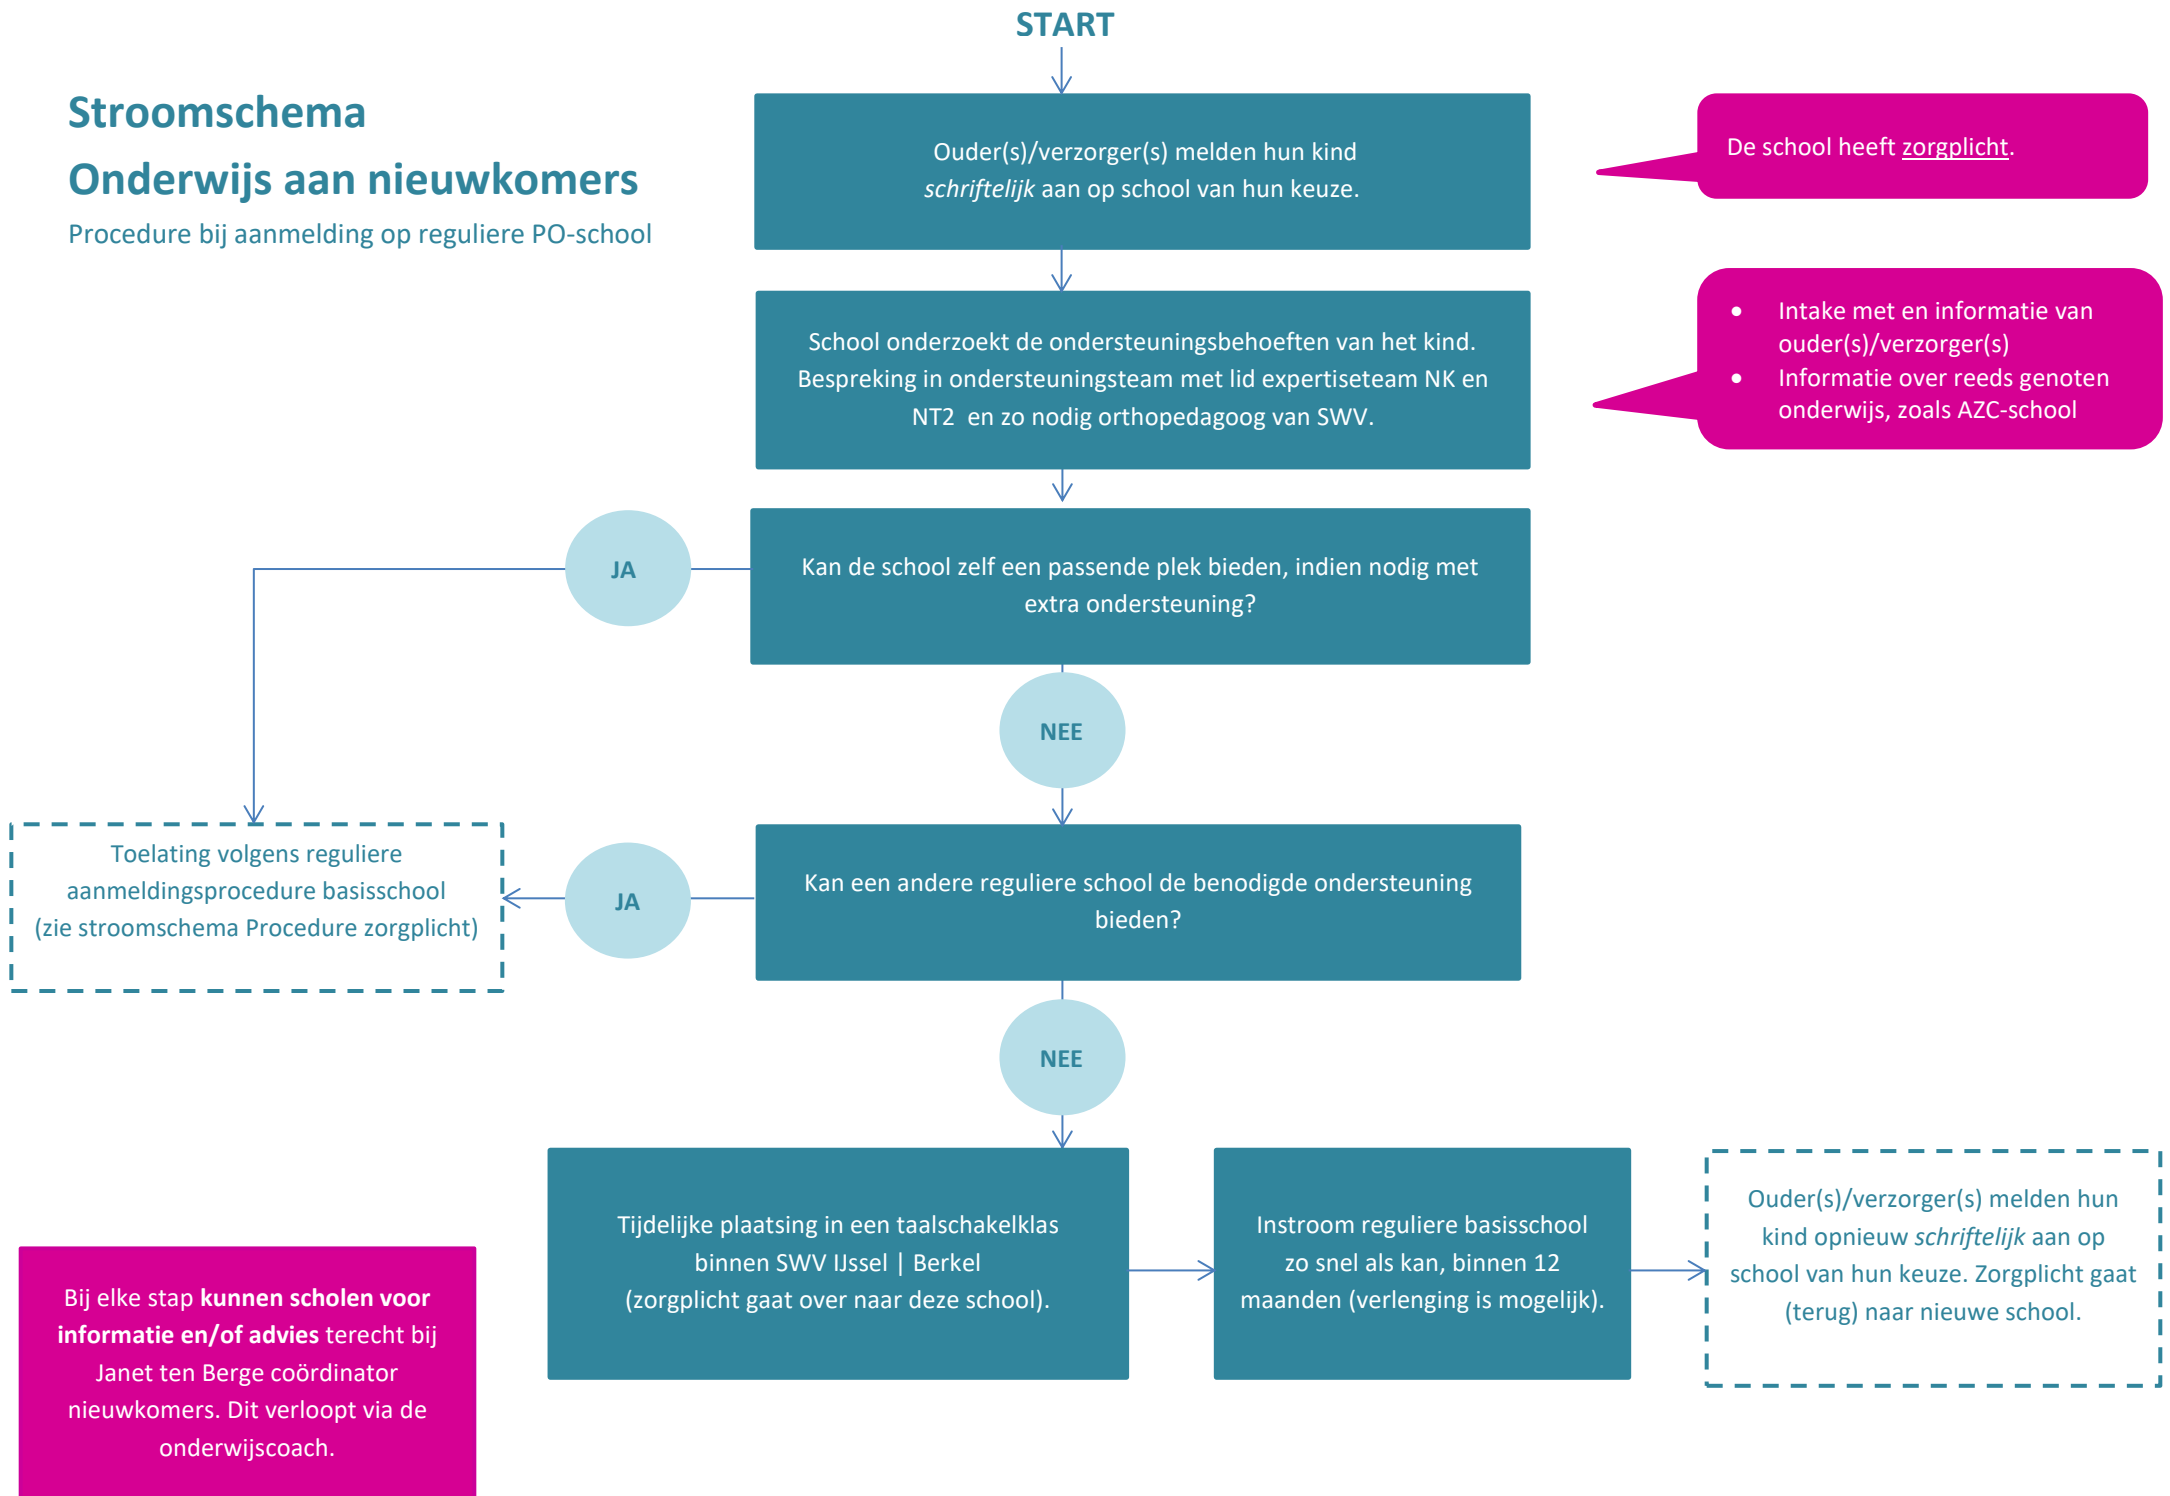 START
Stroomschema
Onderwijs aan nieuwkomers
Procedure bij aanmelding op reguliere PO-school
Ouder(s)/verzorger(s) melden hun kind
schriftelijk aan op school van hun keuze.
De school heeft zorgplicht.
School onderzoekt de ondersteuningsbehoeften van het kind.
Bespreking in ondersteuningsteam met lid expertiseteam NK en
NT2 en zo nodig orthopedagoog van SWV.
• Intake met en informatie van
ouder(s)/verzorger(s)
• Informatie over reeds genoten
onderwijs, zoals AZC-school
Kan de school zelf een passende plek bieden, indien nodig met
extra ondersteuning?
JA
NEE
Toelating volgens reguliere
aanmeldingsprocedure basisschool
(zie stroomschema Procedure zorgplicht)
JA
Kan een andere reguliere school de benodigde ondersteuning
bieden?
NEE
Tijdelijke plaatsing in een taalschakelklas
binnen SWV IJssel | Berkel
(zorgplicht gaat over naar deze school).
Instroom reguliere basisschool
zo snel als kan, binnen 12
maanden (verlenging is mogelijk).
Ouder(s)/verzorger(s) melden hun
kind opnieuw schriftelijk aan op
school van hun keuze. Zorgplicht gaat
(terug) naar nieuwe school.
Bij elke stap kunnen scholen voor
informatie en/of advies terecht bij
Janet ten Berge coördinator
nieuwkomers. Dit verloopt via de
onderwijscoach.